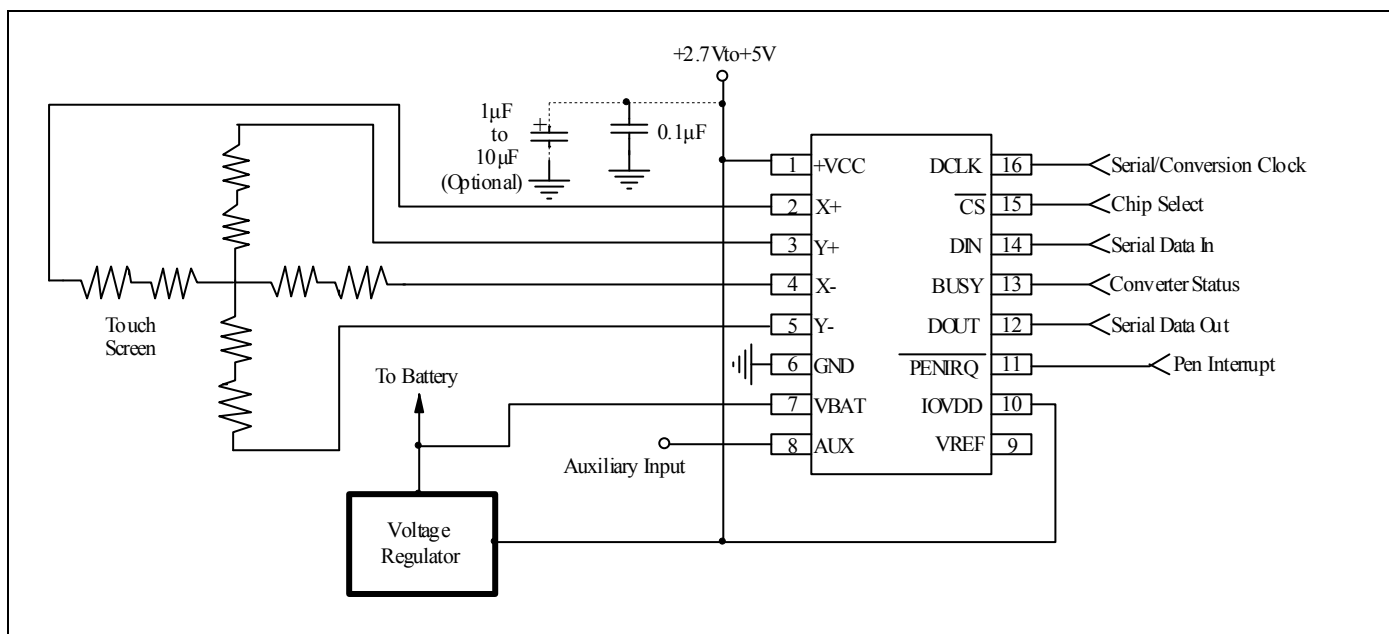 +2.7Vto+5V
1μF
to
10μF
(Optional)
+
0.1μF
Touch
Screen
To Battery
Voltage
Regulator
Auxiliary Input
1 +VCC
2 X+
3 Y+
4 X-
5 Y-
6 GND
7 VBAT
8 AUX
DCLK 16 Serial/Conversion Clock
CS 15 Chip Select
DIN 14 Serial Data In
BUSY 13 Converter Status
DOUT 12 Serial Data Out
PENIRQ 11 Pen Interrupt
IOVDD 10
VREF 9